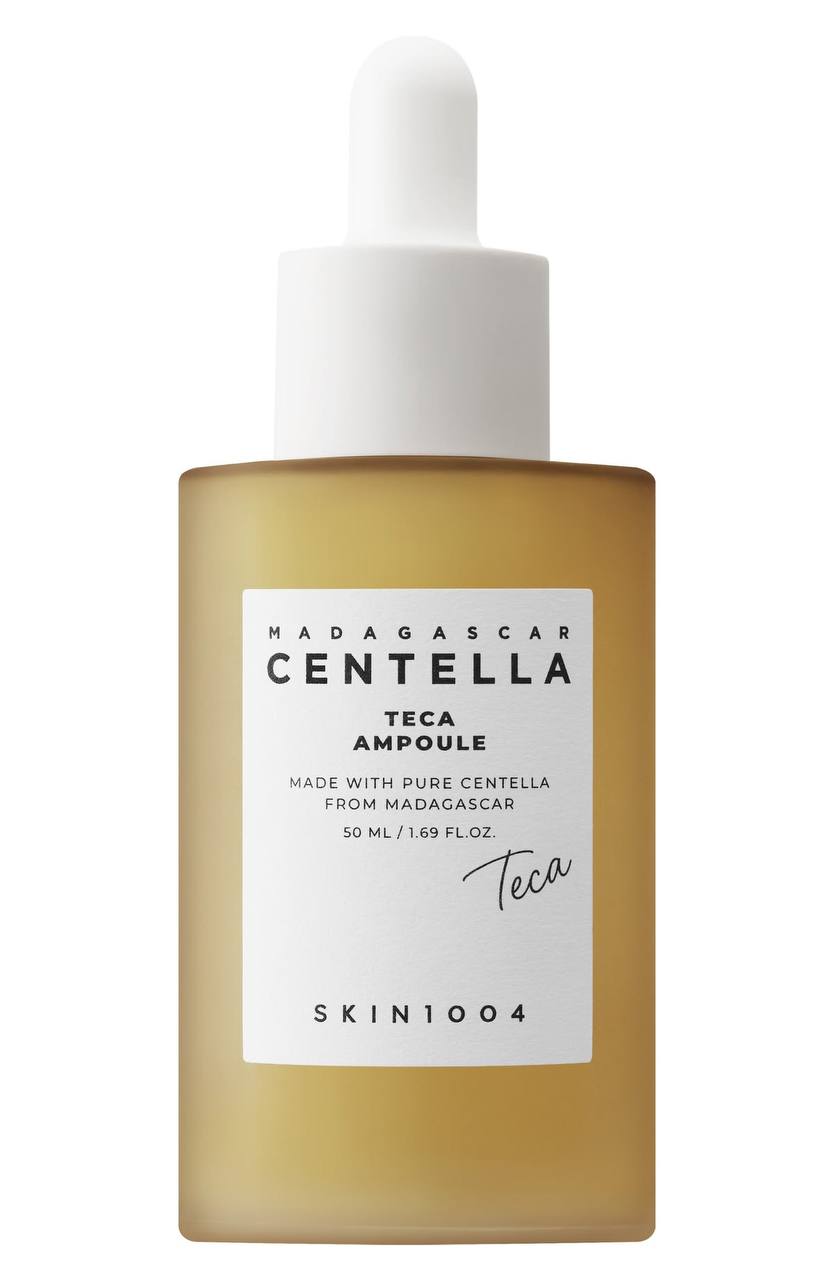 MADAGASCAR
CENTELLA
TECA
AMPOULE
MADE WITH PURE CENTELLA
FROM MADAGASCAR
50 ML / 1.69 FL.OZ.
Teca
SKIN1004